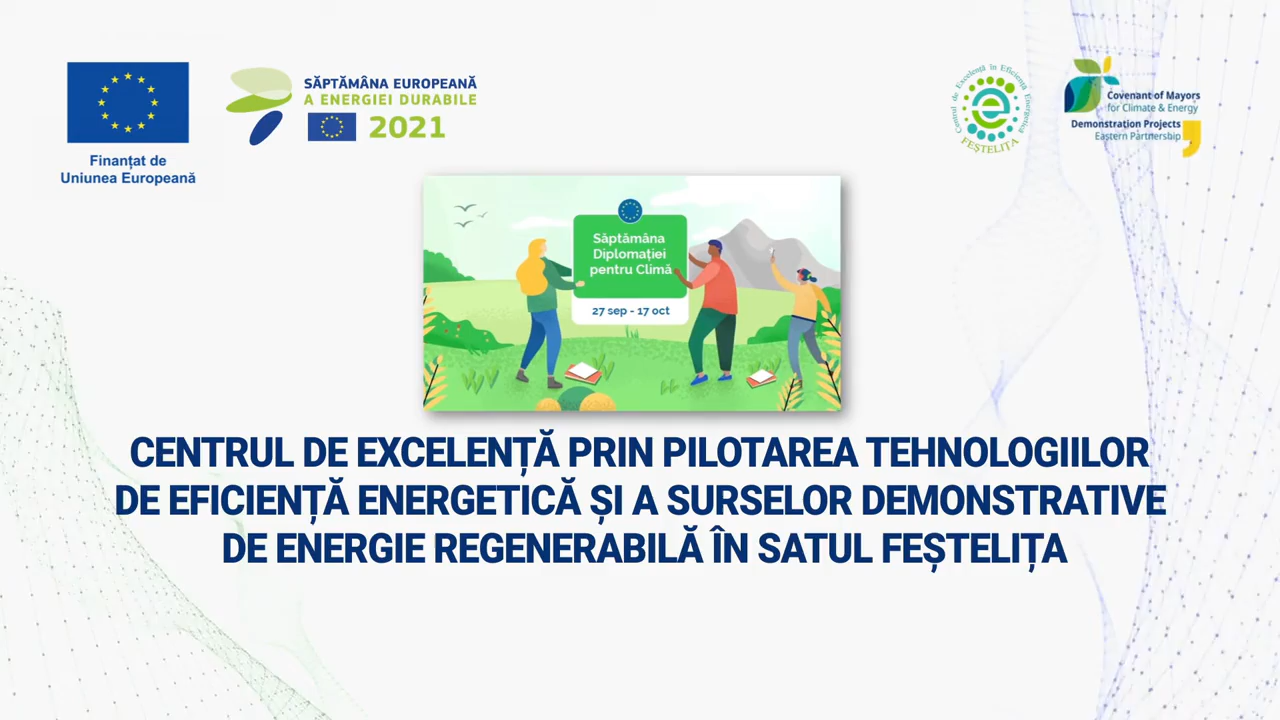 Finanțat de
Uniunea Europeană
SĂPTĂMÂNA EUROPEANĂ
A ENERGIEI DURABILE
2021
Centrul de Excelență în Eficiență Energetică
FEȘTELIȚA
Covenant of Mayors
for Climate & Energy
Demonstration Projects
Eastern Partnership
Săptămâna
Diplomației
pentru Climă
27 sep - 17 oct
CENTRUL DE EXCELENȚĂ PRIN PILOTAREA TEHNOLOGIILOR
DE EFICIENȚĂ ENERGETICĂ ȘI A SURSELOR DEMONSTRATIVE
DE ENERGIE REGENERABILĂ ÎN SATUL FEȘTELIȚA